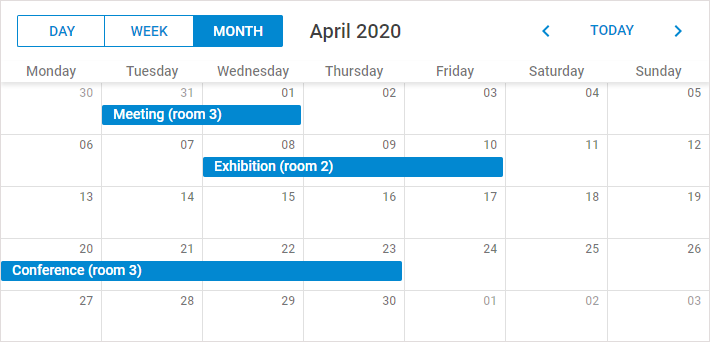 DAY WEEK MONTH April 2020 TODAY
Monday Tuesday Wednesday Thursday Friday Saturday Sunday
30 31 01 02 03 04 05
Meeting (room 3)
06 07 08 09 10 11 12
Exhibition (room 2)
13 14 15 16 17 18 19
20 21 22 23 24 25 26
Conference (room 3)
27 28 29 30 01 02 03